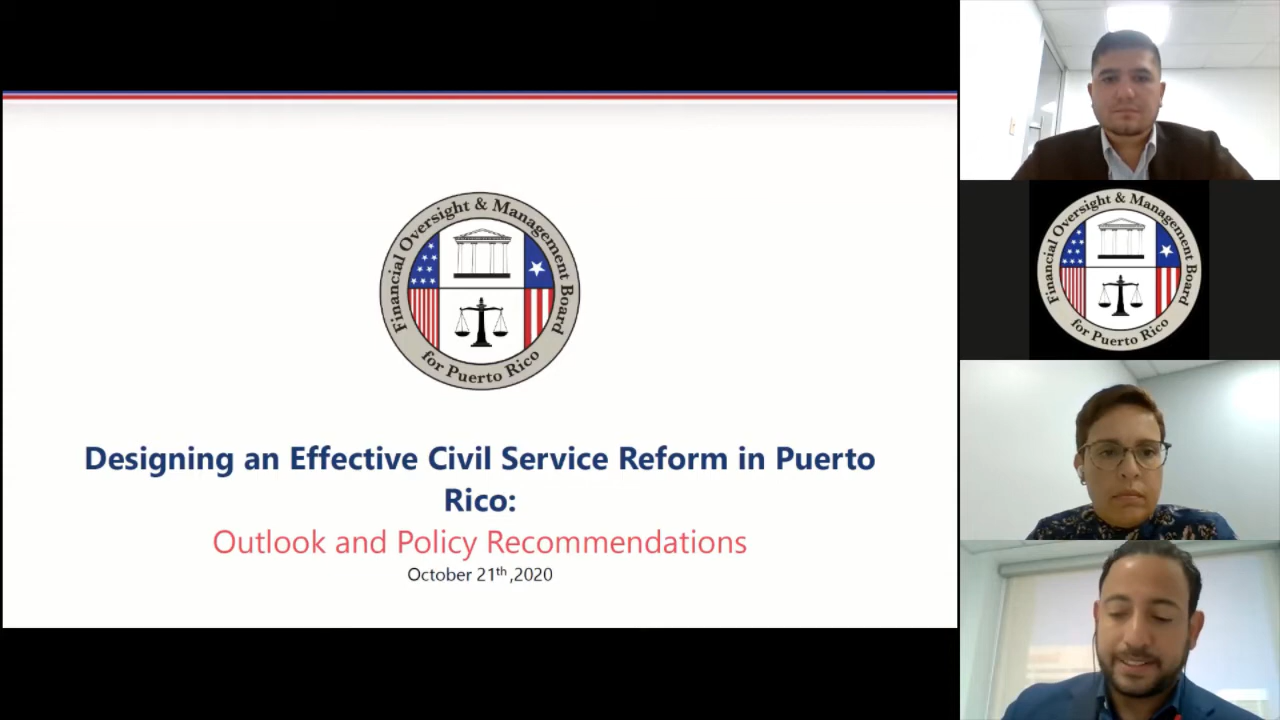 Financial Oversight & Management Board
for Puerto Rico
Designing an Effective Civil Service Reform in Puerto
Rico:
Outlook and Policy Recommendations
October 21th,2020
Financial Oversight & Management Board
for Puerto Rico